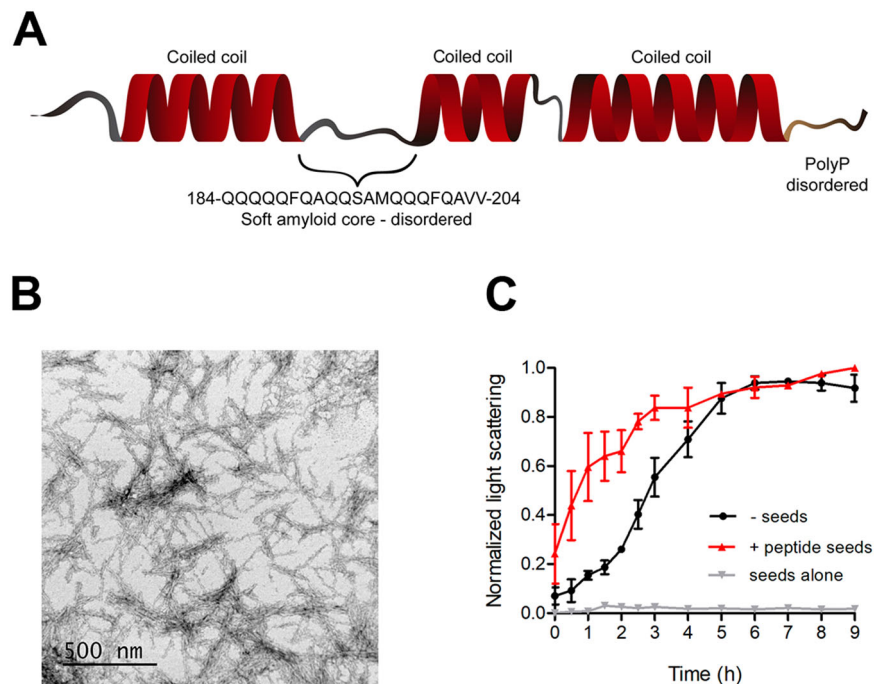 A
Coiled coil
Coiled coil
Coiled coil
184-QQQQQFQAQQSAMQQQFQAVV-204
Soft amyloid core - disordered
PolyP
disordered
B
500 nm
C
Normalized light scattering
1.0
0.8
0.6
0.4
0.2
0.0
- seeds
+ peptide seeds
seeds alone
0 1 2 3 4 5 6 7 8 9
Time (h)